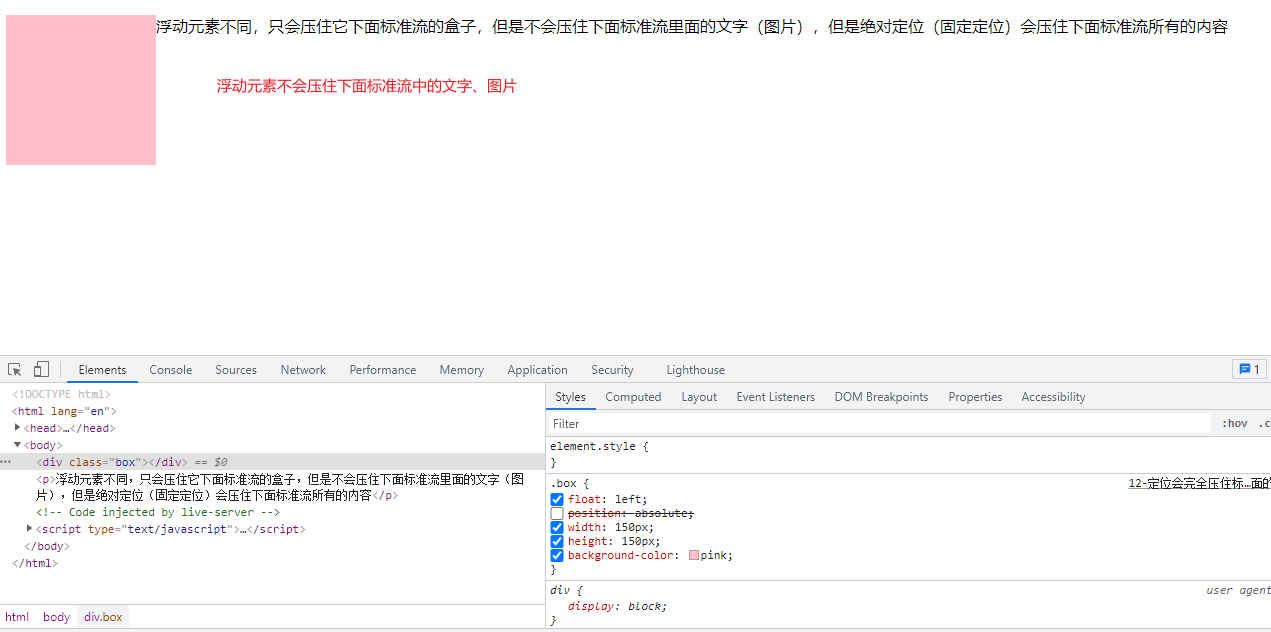 浮动元素不同，只会压住它下面标准流的盒子，但是不会压住下面标准流里面的文字（图片），但是绝对定位（固定定位）会压住下面标准流所有的内容
浮动元素不会压住下面标准流中的文字、图片
Elements Console Sources Network Performance Memory Application Security Lighthouse 1
<!DOCTYPE html>
<html lang="en">
<head>…</head>
<body>
<div class="box"></div> == $0
<p>浮动元素不同，只会压住它下面标准流的盒子，但是不会压住下面标准流里面的文字（图
片），但是绝对定位（固定定位）会压住下面标准流所有的内容</p>
<!-- Code injected by live-server -->
<script type="text/javascript">…</script>
</body>
</html>
html body div.box
Styles Computed Layout Event Listeners DOM Breakpoints Properties Accessibility
Filter :hov .c
element.style {
}
.box { 12-定位会完全压住标…面的
float: left;
position: absolute;
width: 150px;
height: 150px;
background-color: pink;
}
div { user agent
display: block;
}